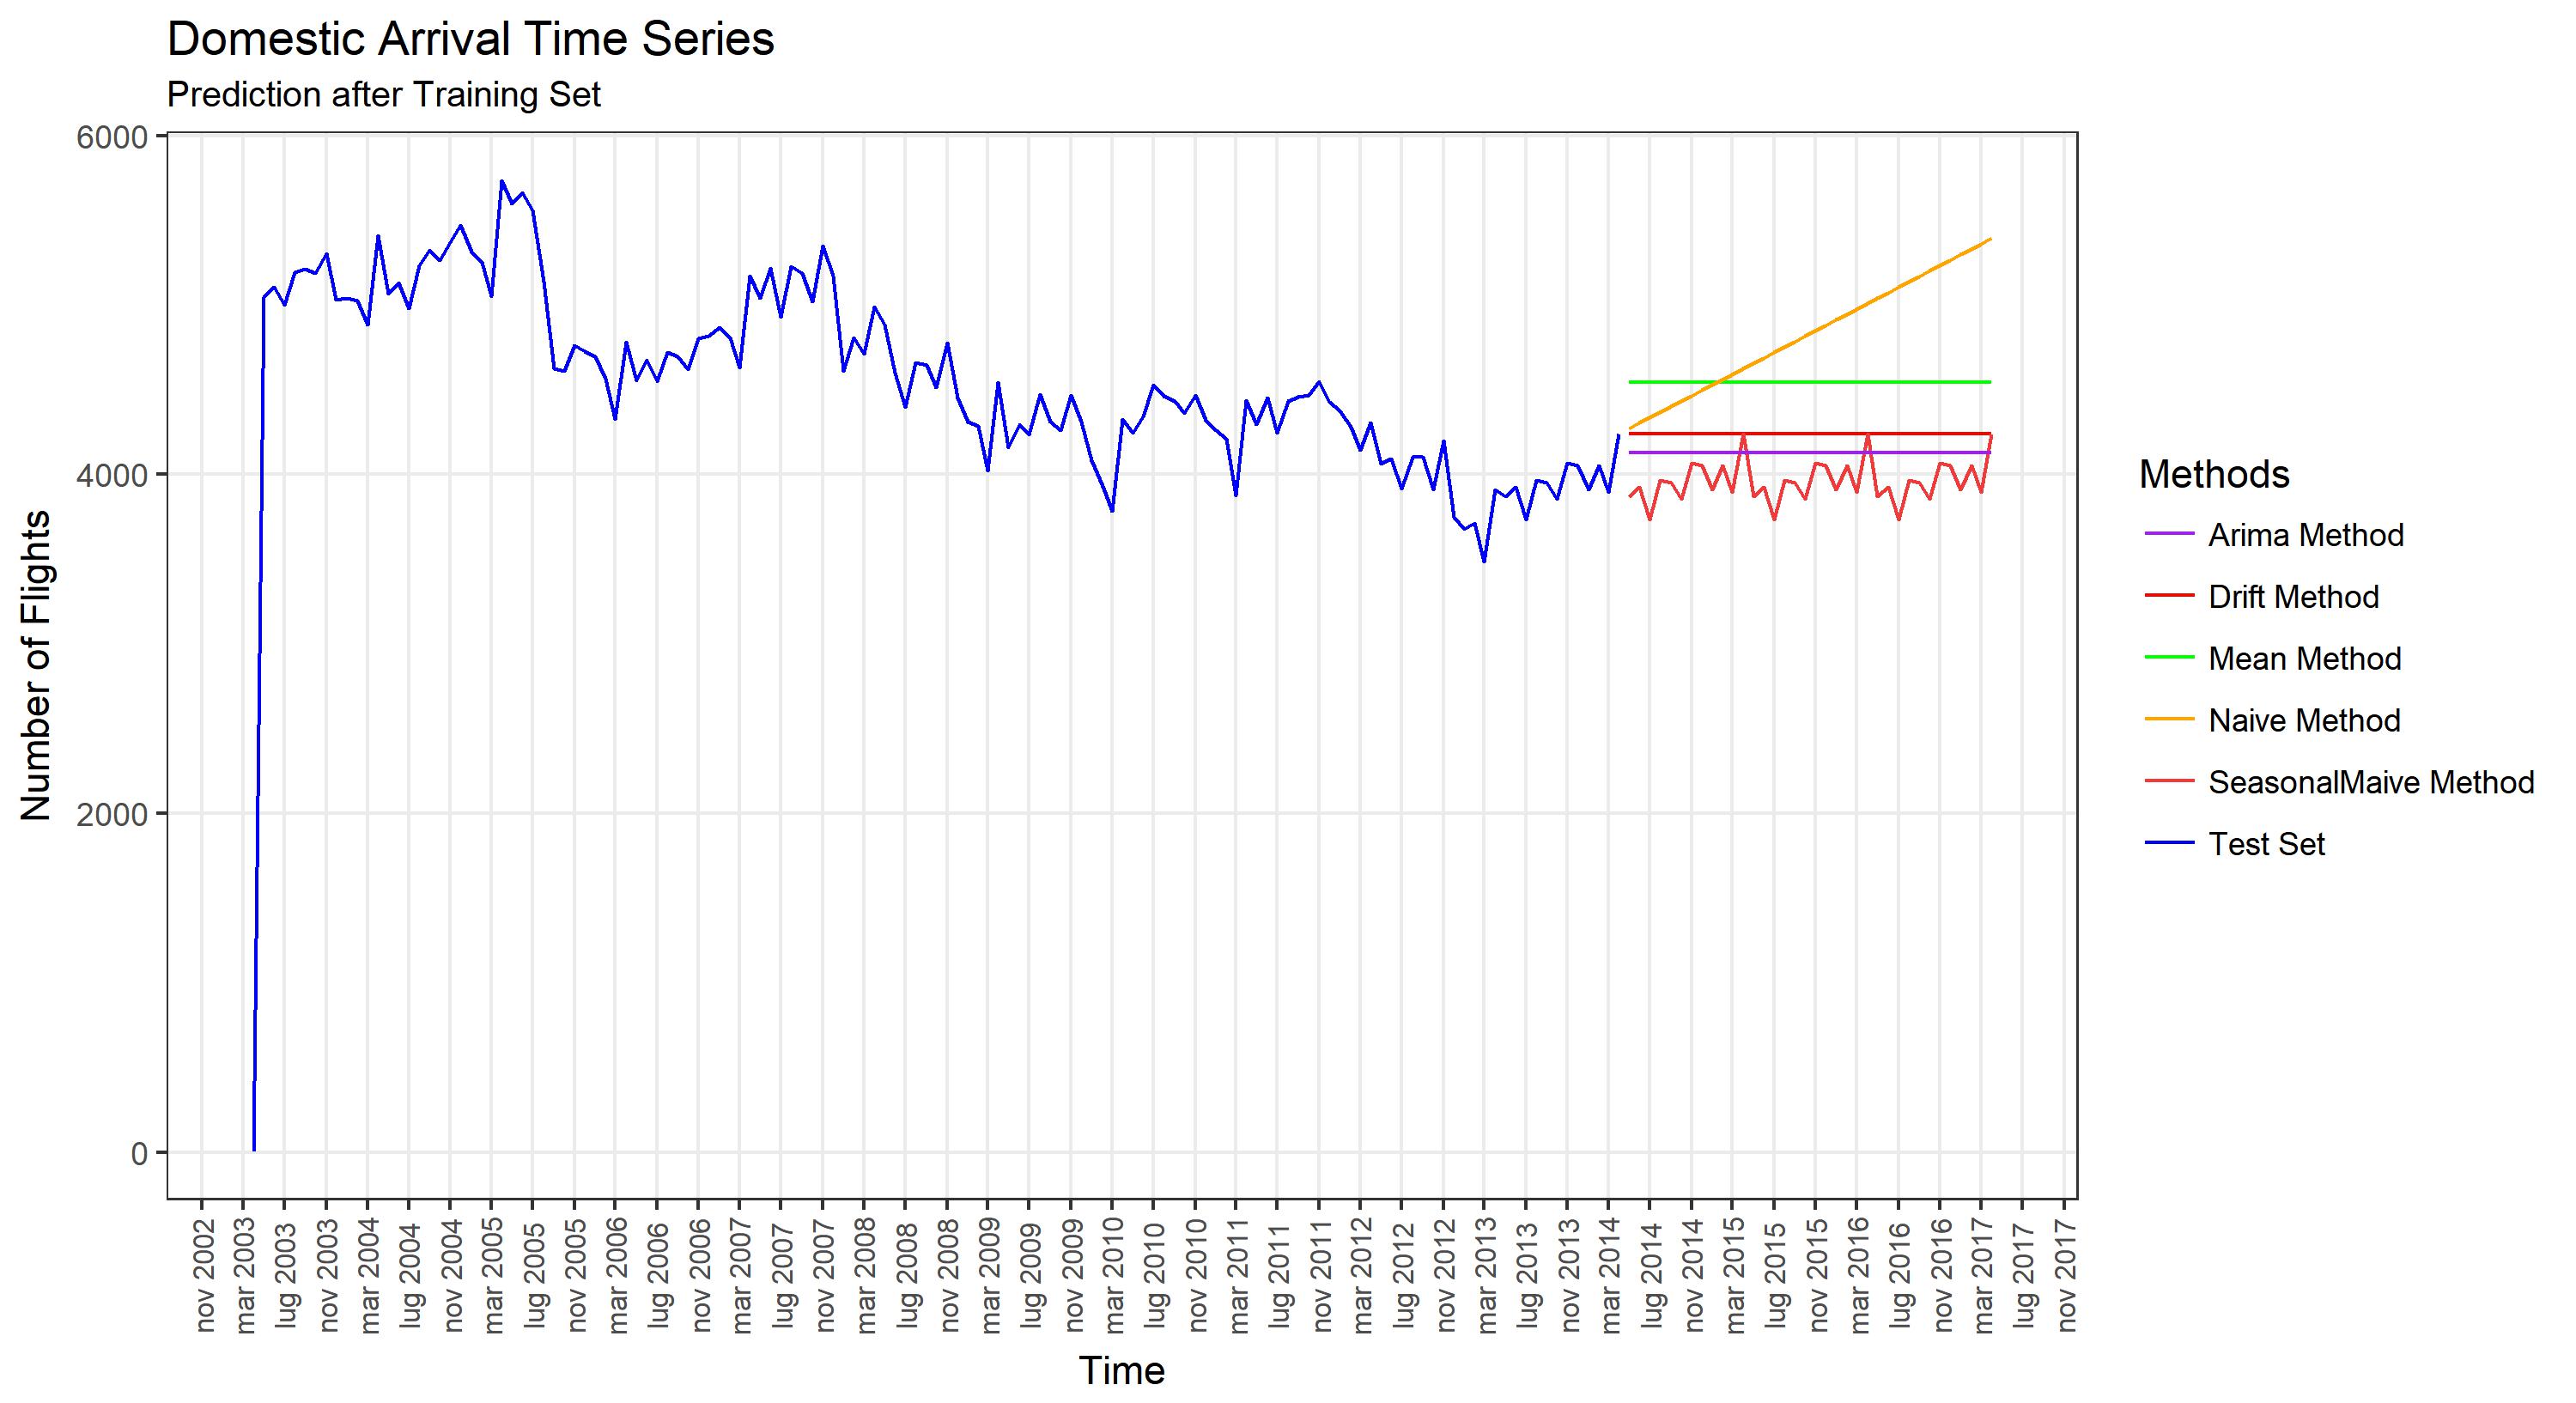 Domestic Arrival Time Series
Prediction after Training Set
6000
4000
2000
0
Number of Flights
nov 2002
mar 2003
lug 2003
nov 2003
mar 2004
lug 2004
nov 2004
mar 2005
lug 2005
nov 2005
mar 2006
lug 2006
nov 2006
mar 2007
lug 2007
nov 2007
mar 2008
lug 2008
nov 2008
mar 2009
lug 2009
nov 2009
mar 2010
lug 2010
nov 2010
mar 2011
lug 2011
nov 2011
mar 2012
lug 2012
nov 2012
mar 2013
lug 2013
nov 2013
mar 2014
lug 2014
nov 2014
mar 2015
lug 2015
nov 2015
mar 2016
lug 2016
nov 2016
mar 2017
lug 2017
nov 2017
Time
Methods
Arima Method
Drift Method
Mean Method
Naive Method
SeasonalMaive Method
Test Set